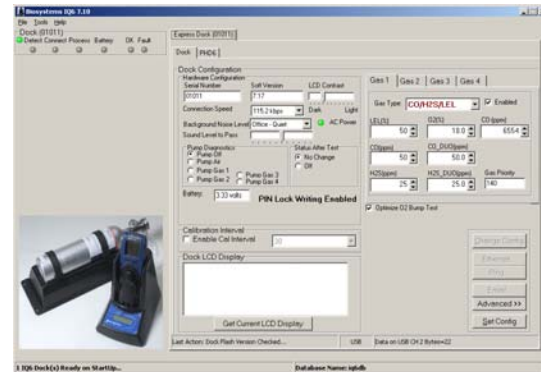 Biosystems IQ6 7.10
File Tools Help
Dock (01011)
Detect Connect Process Battery OK Fault
Express Dock (01011)
Dock PHD6
Dock Configuration
Hardware Configuration
Serial Number Soft Version LCD Contrast
01011 7.17
Connection Speed 115.2 kbps Dark Light
Background Noise Level Office - Quiet AC Power
Sound Level to Pass
Pump Diagnostics Status After Test
Pump Off No Change
Pump Air Off
Pump Gas 1 Pump Gas 3
Pump Gas 2 Pump Gas 4
Battery: 3.33 volts PIN Lock Writing Enabled
Calibration Interval
Enable Cal Interval 30
Dock LCD Display
Get Current LCD Display
Gas 1 Gas 2 Gas 3 Gas 4
Gas Type CO/H2S/LEL Enabled
LEL(%) O2(%) CO (ppm)
50 18.0 6554
CO(ppm) CO_DUO(ppm)
50 50.0
H2S(ppm) H2S_DUO(ppm) Gas Priority
25 25.0 140
Optimize O2 Bump Test
Change Config
Ethernet
Ping
Advanced >>
Set Config
Last Action: Dock Flash Version Checked... USB Data on USB CH 2 Bytes=22
1 IQ6 Dock(s) Ready on StartUp... Database Name: iq6db